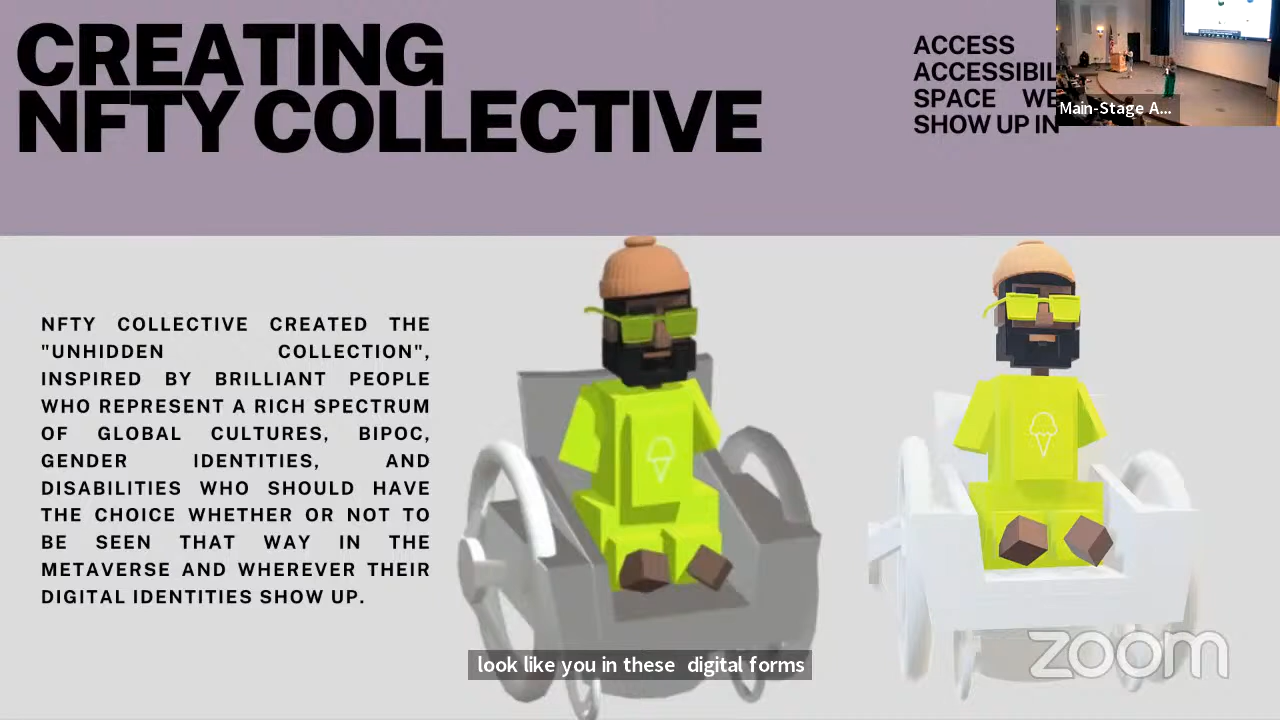 CREATING
NFTY COLLECTIVE
ACCESS
ACCESSIBIL
SPACE WE
SHOW UP IN
Main-Stage A...
NFTY COLLECTIVE CREATED THE
"UNHIDDEN COLLECTION",
INSPIRED BY BRILLIANT PEOPLE
WHO REPRESENT A RICH SPECTRUM
OF GLOBAL CULTURES, BIPOC,
GENDER IDENTITIES, AND
DISABILITIES WHO SHOULD HAVE
THE CHOICE WHETHER OR NOT TO
BE SEEN THAT WAY IN THE
METAVERSE AND WHEREVER THEIR
DIGITAL IDENTITIES SHOW UP.
look like you in these digital forms
zoom